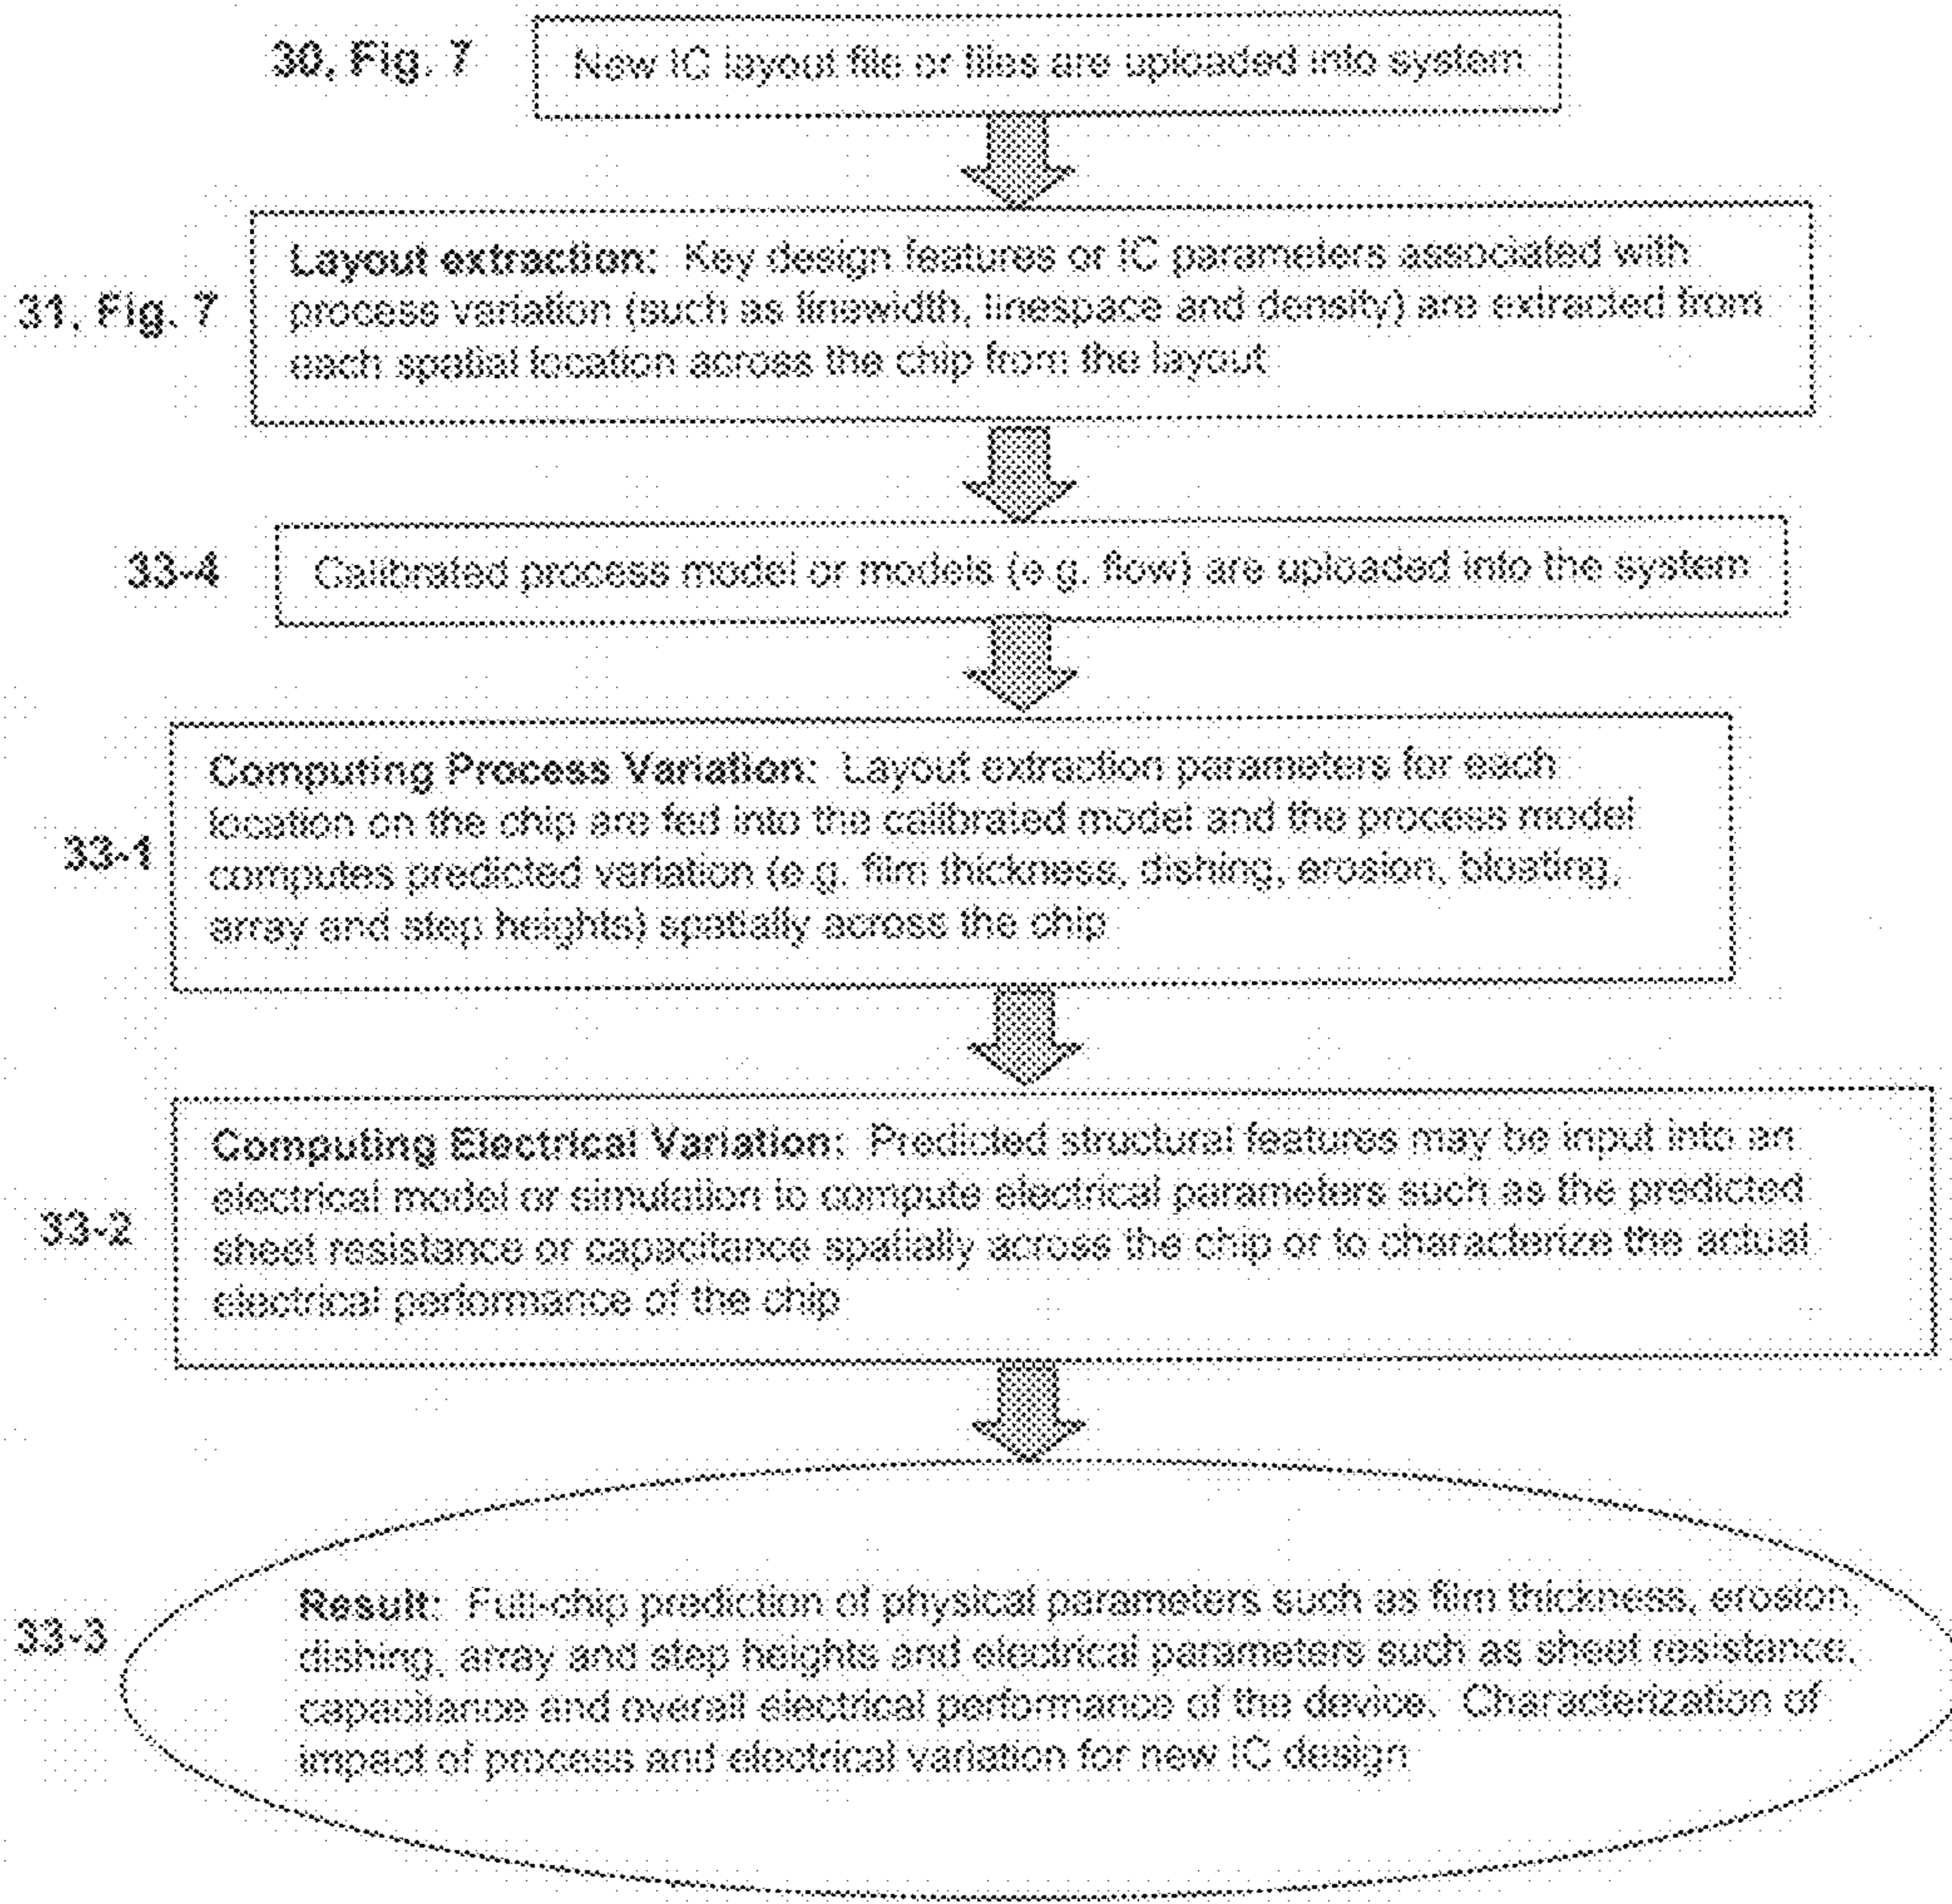 30, Fig. 7
New IC layout file or files are uploaded into system
31, Fig. 7
Layout extraction: Key design features or IC parameters associated with
process variation (such as linewidth, linespace and density) are extracted from
each spatial location across the chip from the layout
33-4
Calibrated process model or models (e.g. flow) are uploaded into the system
33-1
Computing Process Variation: Layout extraction parameters for each
location on the chip are fed into the calibrated model and the process model
computes predicted variation (e.g. film thickness, dishing, erosion, bloating,
array and step heights) spatially across the chip
33-2
Computing Electrical Variation: Predicted structural features may be input into an
electrical model or simulation to compute electrical parameters such as the predicted
sheet resistance or capacitance spatially across the chip or to characterize the actual
electrical performance of the chip
33-3
Result: Full-chip prediction of physical parameters such as film thickness, erosion,
dishing, array and step heights and electrical parameters such as sheet resistance,
capacitance and overall electrical performance of the device. Characterization of
impact of process and electrical variation for new IC design